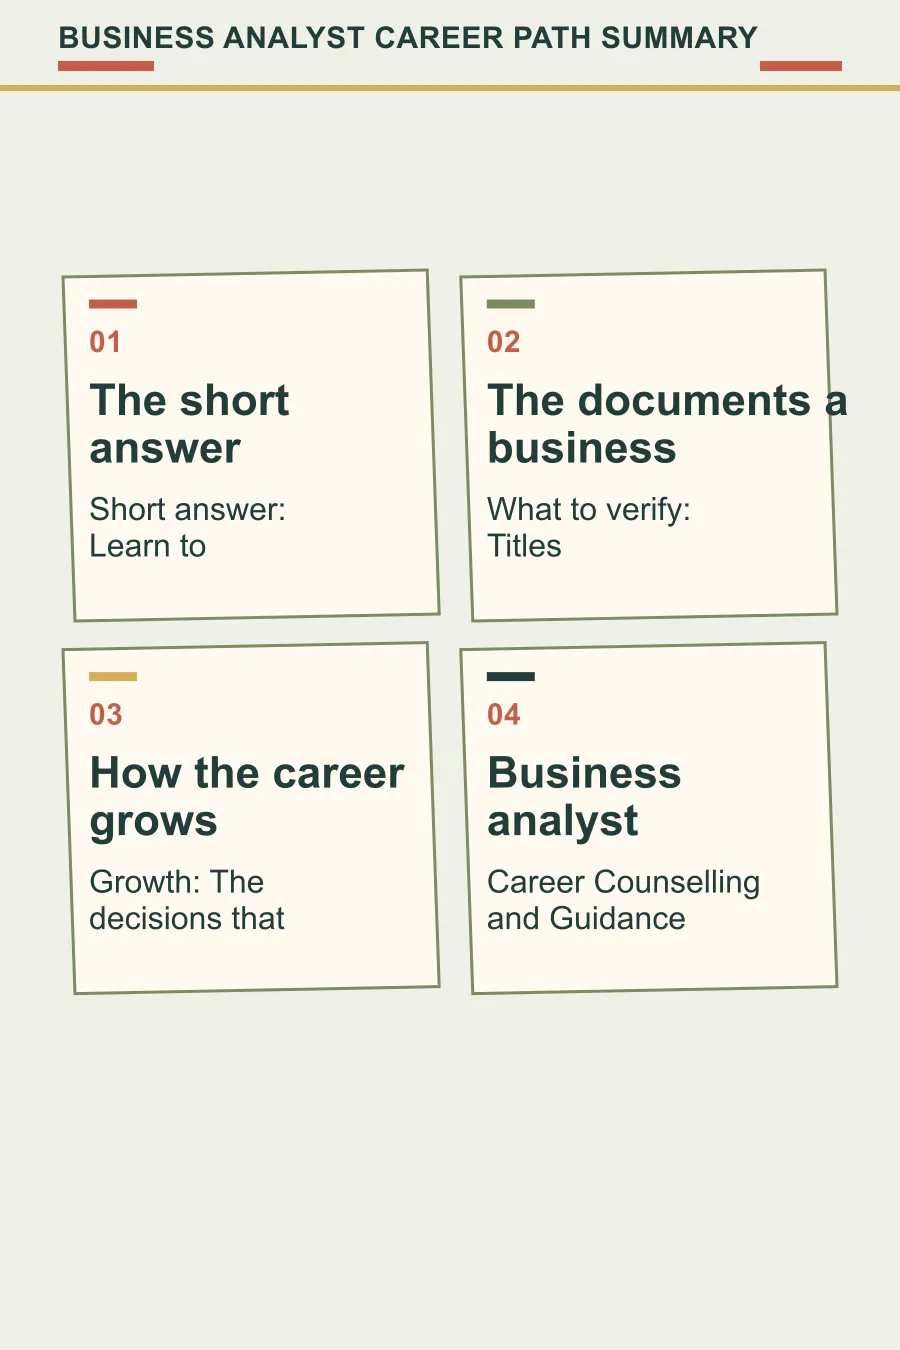 BUSINESS ANALYST CAREER PATH SUMMARY
01
The short
answer
Short answer:
Learn to
02
The documents a
business
What to verify:
Titles
03
How the career
grows
Growth: The
decisions that
04
Business
analyst
Career Counselling
and Guidance